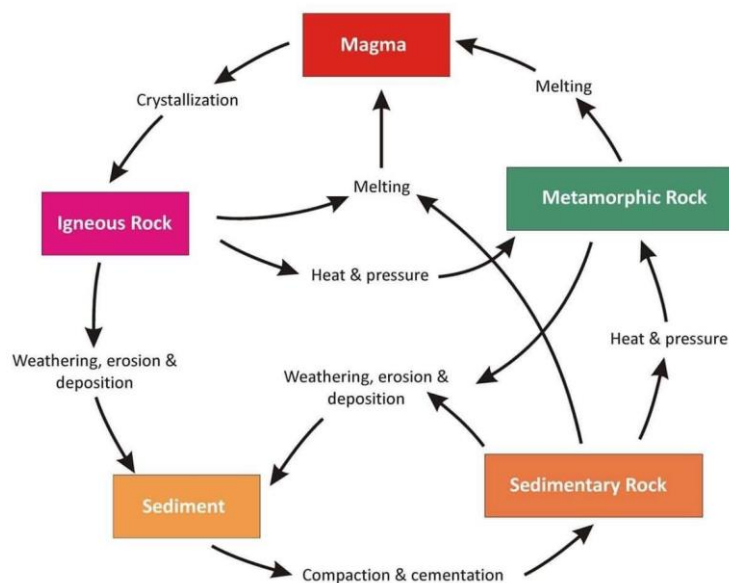 Magma
Crystallization
Melting
Igneous Rock
Melting
Metamorphic Rock
Heat & pressure
Heat & pressure
Weathering, erosion &
deposition
Weathering, erosion &
deposition
Sediment
Sedimentary Rock
Compaction & cementation